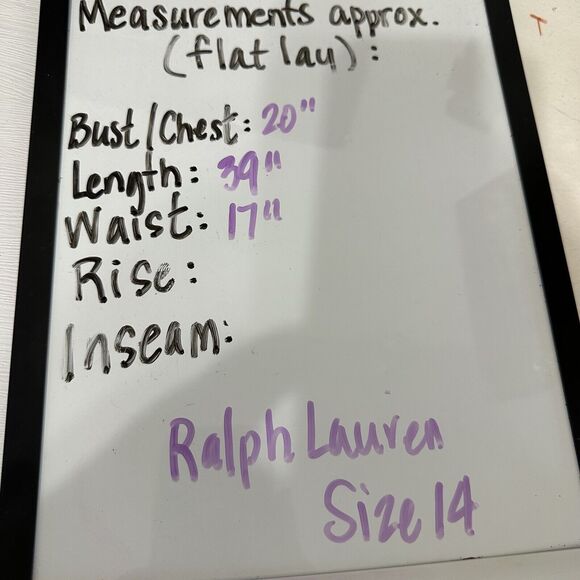 Measurements approx.
(flat lay):
Bust/Chest: 20"
Length: 39"
Waist: 17"
Rise:
Inseam:
Ralph Lauren
Size 14